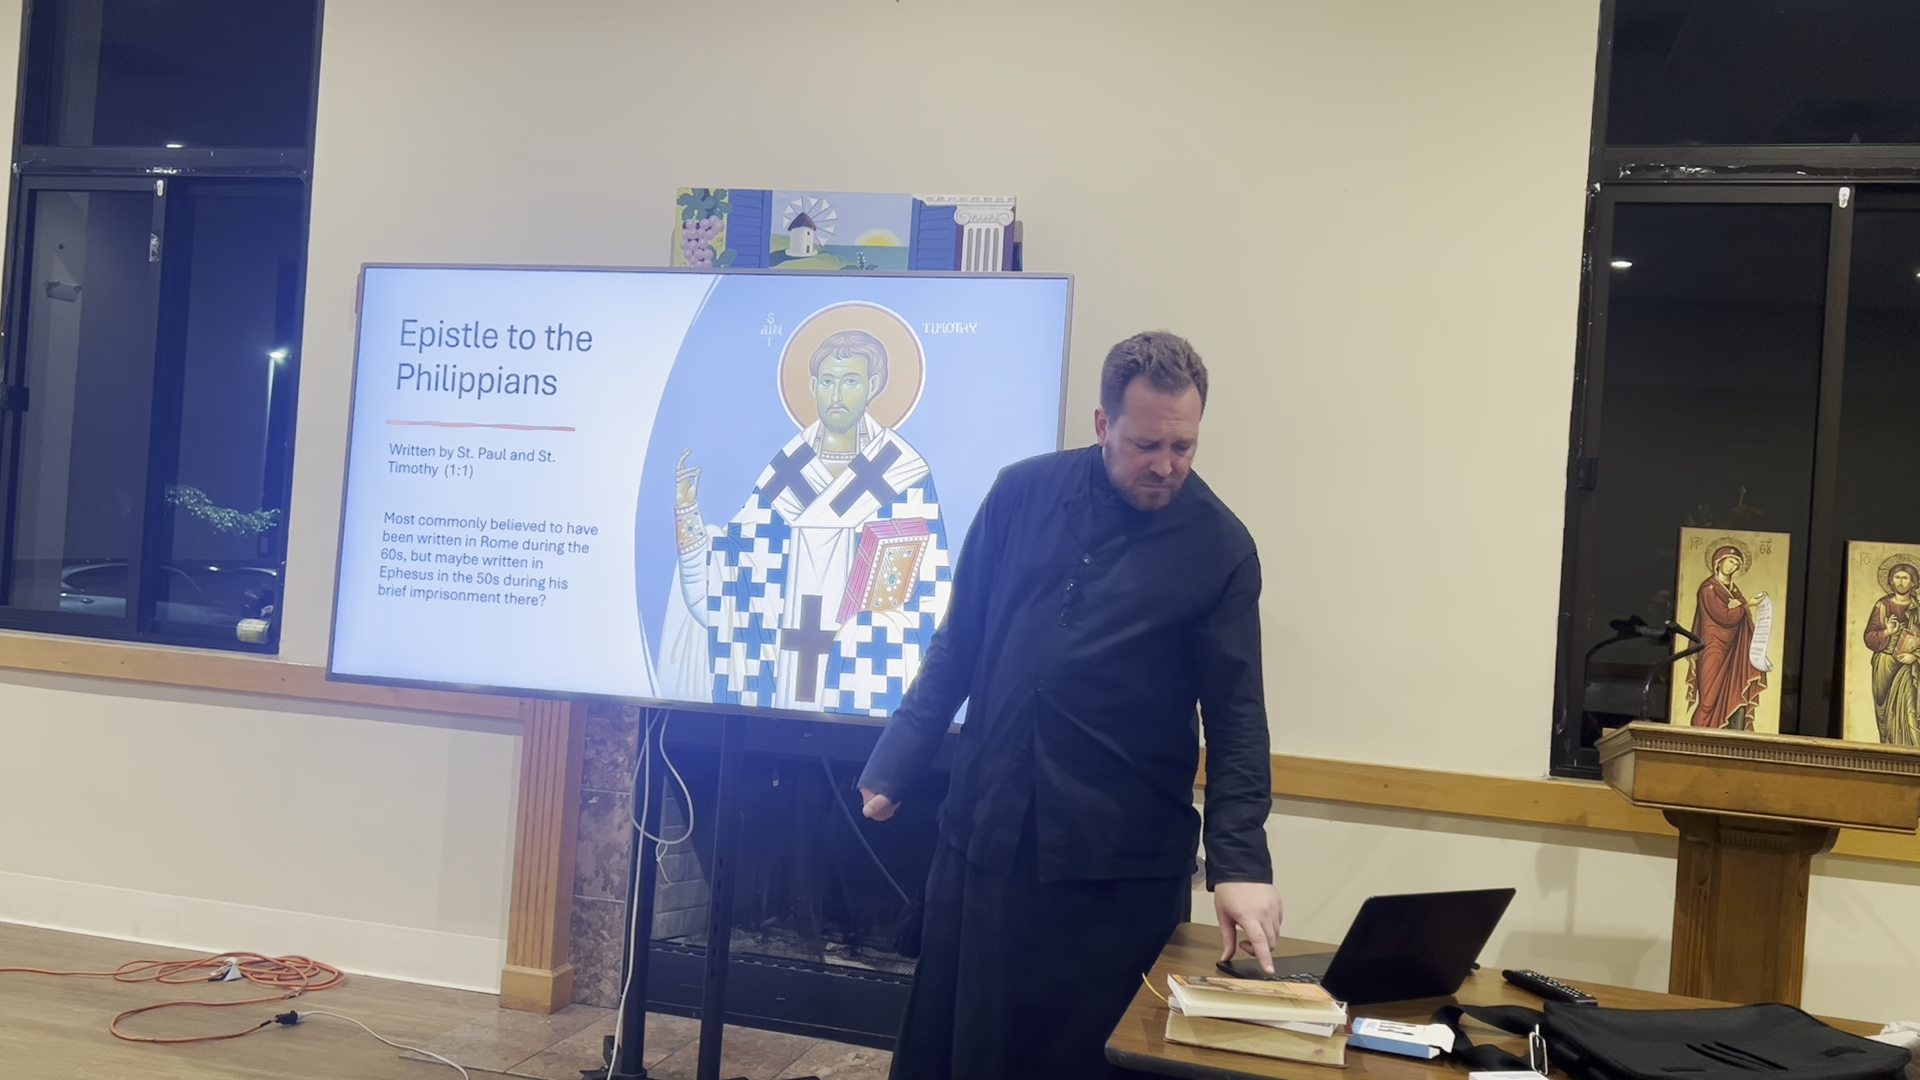 Epistle to the
Philippians
Written by St. Paul and St.
Timothy (1:1)
Most commonly believed to have
been written in Rome during the
60s, but maybe written in
Ephesus in the 50s during his
brief imprisonment there?
SAINT
TIMOTHY